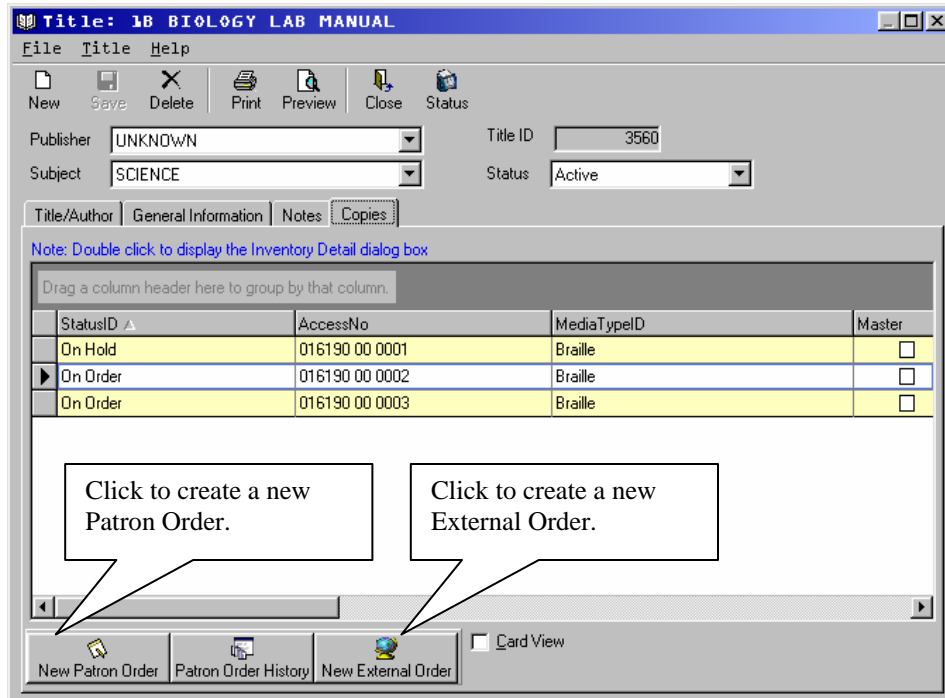 Title: 1B BIOLOGY LAB MANUAL
File Title Help
New Save Delete Print Preview Close Status
Publisher UNKNOWN Title ID 3560
Subject SCIENCE Status Active
Title/Author General Information Notes Copies
Note: Double click to display the Inventory Detail dialog box
Drag a column header here to group by that column.
StatusID AccessNo MediaTypeID Master
On Hold 016190 00 0001 Braille
On Order 016190 00 0002 Braille
On Order 016190 00 0003 Braille
Click to create a new
Patron Order.
Click to create a new
External Order.
New Patron Order Patron Order History New External Order Card View